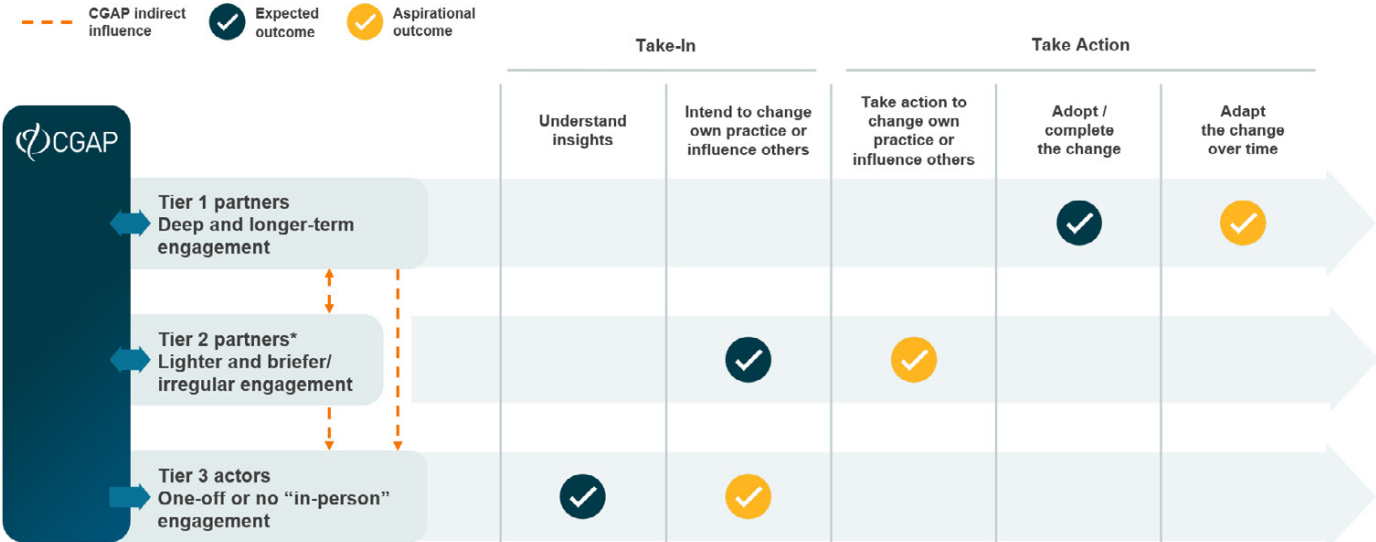 CGAP indirect
influence
Expected
outcome
Aspirational
outcome
Take-In
Take Action
Understand
insights
Intend to change
own practice or
influence others
Take action to
change own
practice or
influence others
Adopt /
complete
the change
Adapt
the change
over time
CGAP
Tier 1 partners
Deep and longer-term
engagement
Tier 2 partners*
Lighter and briefer/
irregular engagement
Tier 3 actors
One-off or no “in-person”
engagement